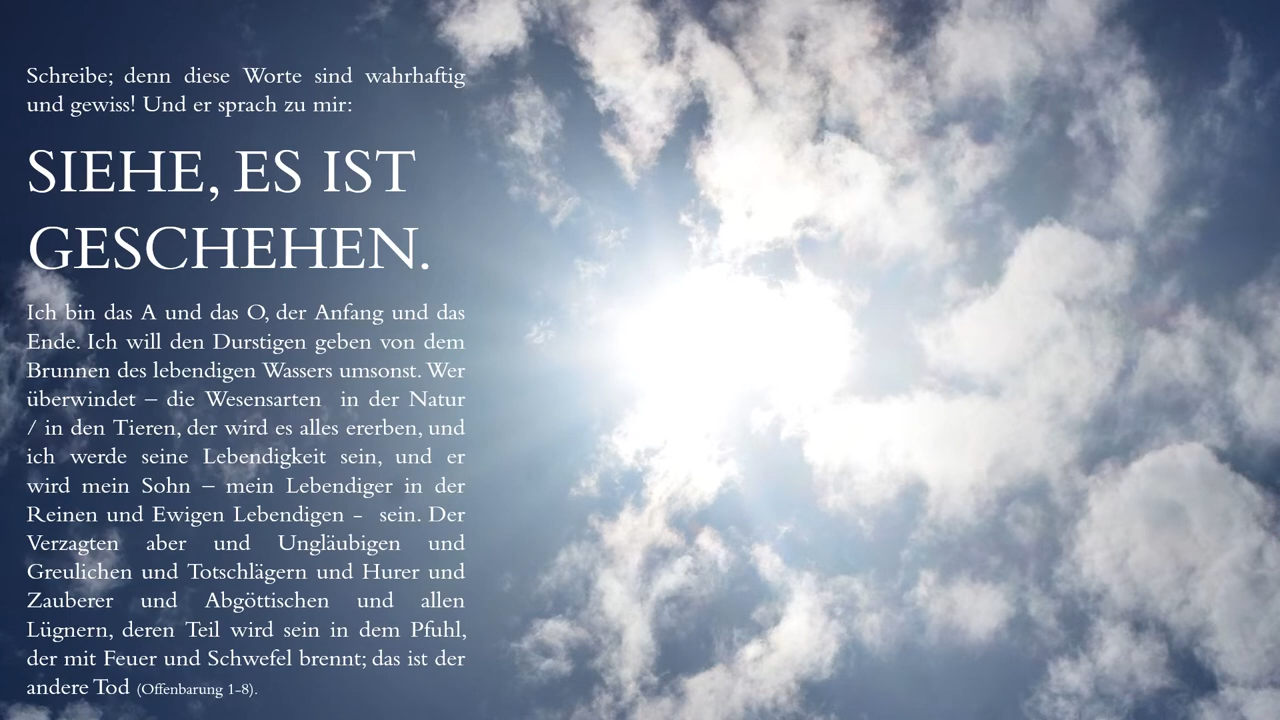 Schreibe; denn diese Worte sind wahrhaftig
und gewiss! Und er sprach zu mir:
SIEHE, ES IST
GESCHEHEN.
Ich bin das A und das O, der Anfang und das
Ende. Ich will den Durstigen geben von dem
Brunnen des lebendigen Wassers umsonst. Wer
überwindet – die Wesensarten in der Natur
/ in den Tieren, der wird es alles ererben, und
ich werde seine Lebendigkeit sein, und er
wird mein Sohn – mein Lebendiger in der
Reinen und Ewigen Lebendigen - sein. Der
Verzagten aber und Ungläubigen und
Greulichen und Totschlägern und Hurer und
Zauberer und Abgöttischen und allen
Lügnern, deren Teil wird sein in dem Pfuhl,
der mit Feuer und Schwefel brennt; das ist der
andere Tod (Offenbarung 1-8).